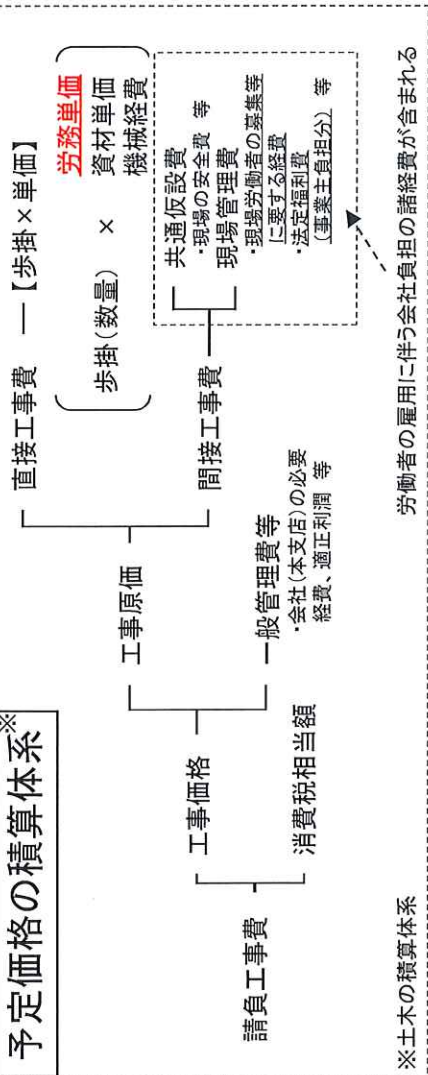 予定価格の積算体系※
請負工事費
工事価格
消費税相当額
工事原価
一般管理費等
・会社(本支店)の必要
経費、適正利潤 等
直接工事費 ―【歩掛×単価】
歩掛(数量) ×
労務単価
資材単価
機械経費
間接工事費
共通仮設費
・現場の安全費 等
現場管理費
・現場労働者の募集等
に要する経費
・法定福利費
(事業主負担分) 等
労働者の雇用に伴う会社負担の諸経費が含まれる
※土木の積算体系